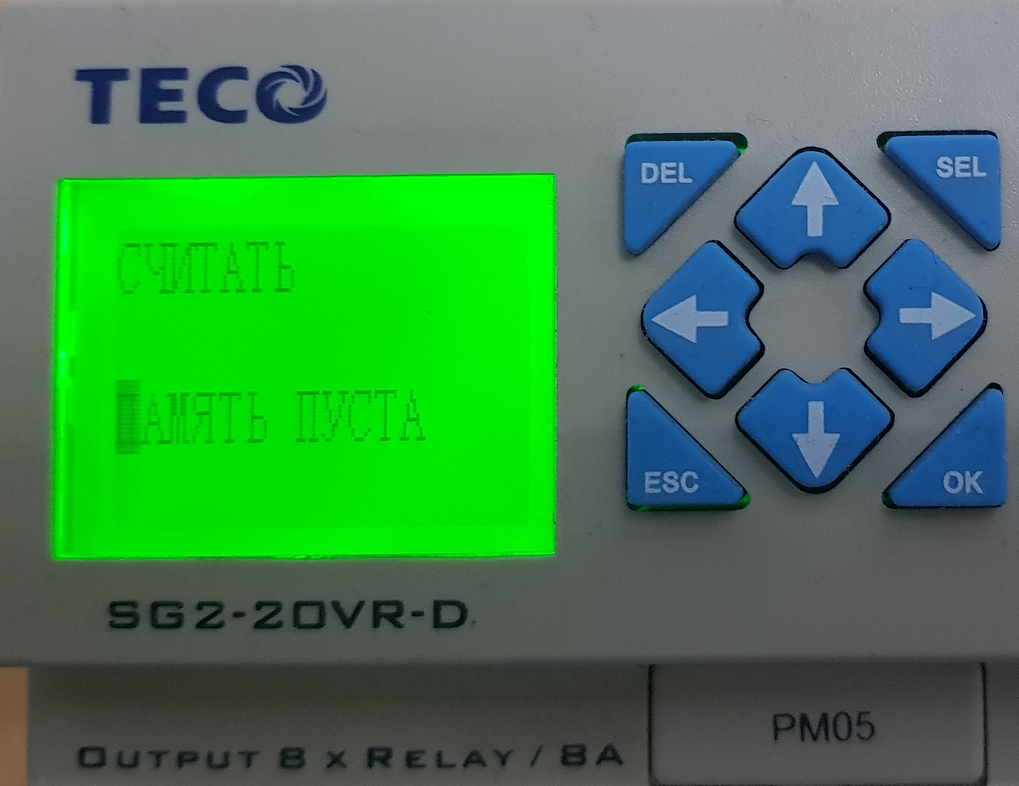 TECO
DEL
SEL
СЧИТАТЬ
ПАМЯТЬ ПУСТА
ESC
OK
SG2-20VR-D
PM05
OUTPUT 8 X RELAY / 8A